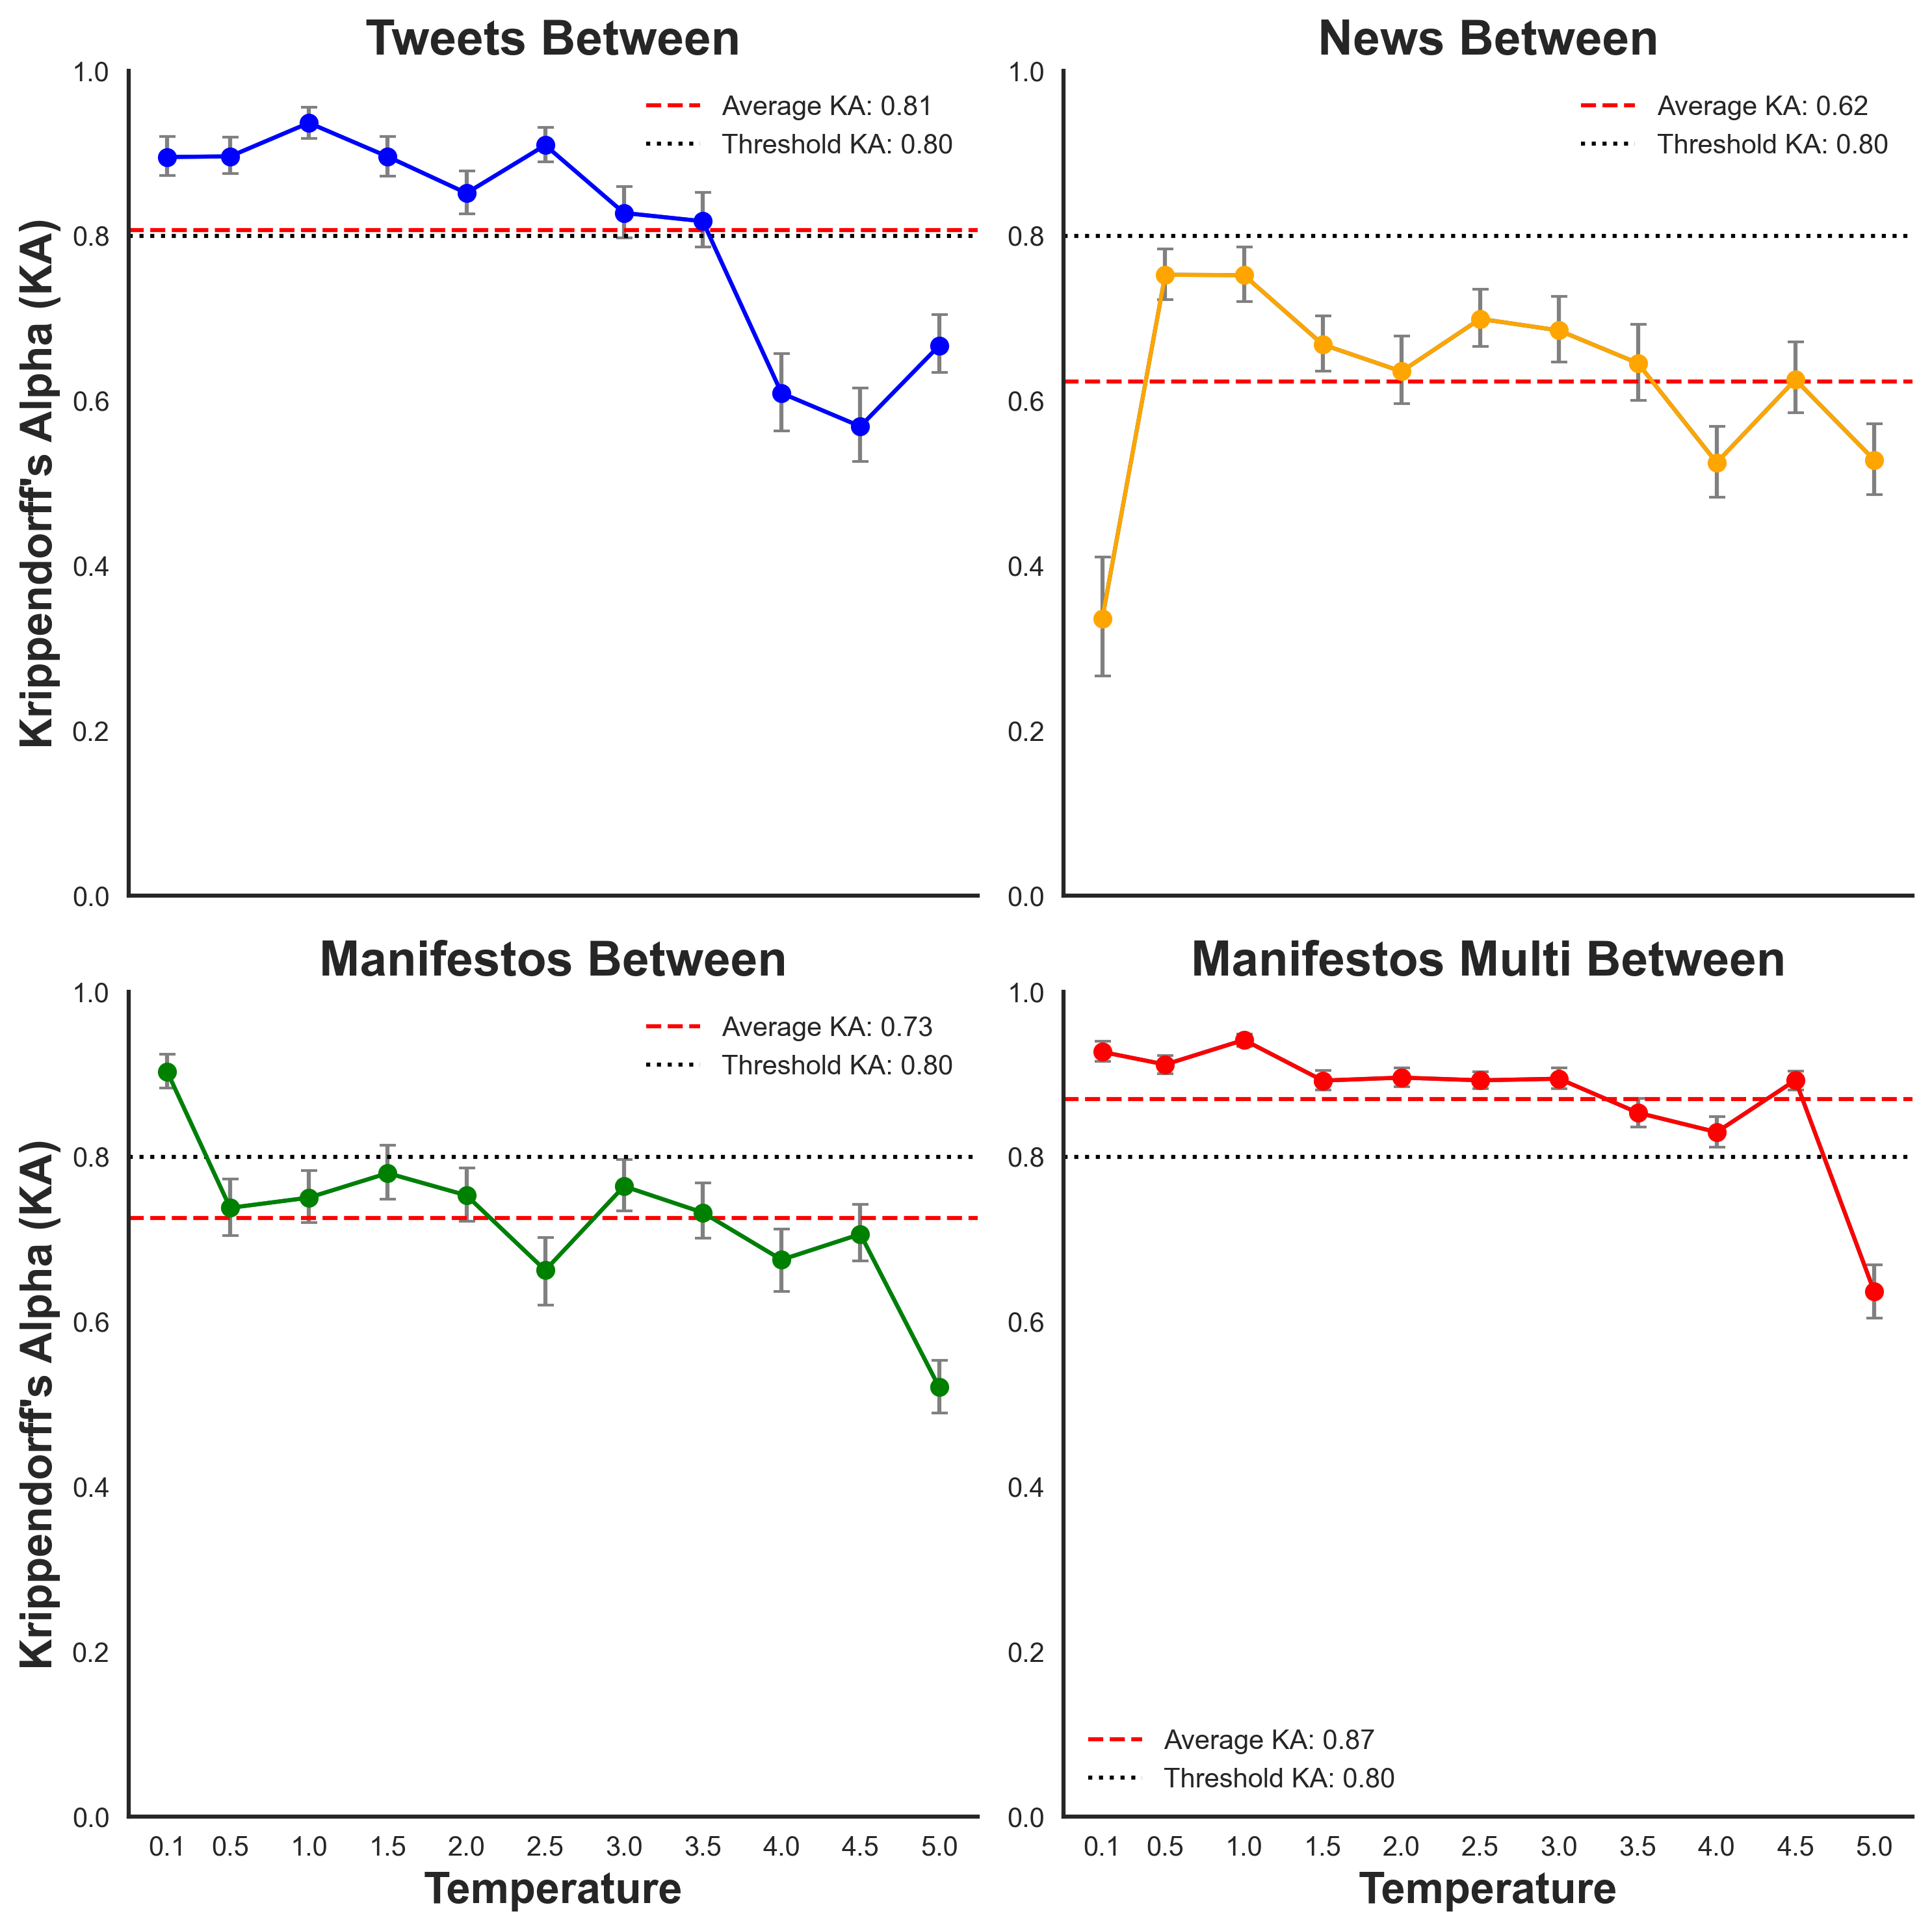 Tweets Between
1.0
0.8
0.6
0.4
0.2
0.0
Krippendorff's Alpha (KA)
Average KA: 0.81
Threshold KA: 0.80
News Between
1.0
0.8
0.6
0.4
0.2
0.0
Average KA: 0.62
Threshold KA: 0.80
Manifestos Between
1.0
0.8
0.6
0.4
0.2
0.0
Krippendorff's Alpha (KA)
Average KA: 0.73
Threshold KA: 0.80
0.1 0.5 1.0 1.5 2.0 2.5 3.0 3.5 4.0 4.5 5.0
Temperature
Manifestos Multi Between
1.0
0.8
0.6
0.4
0.2
0.0
Average KA: 0.87
Threshold KA: 0.80
0.1 0.5 1.0 1.5 2.0 2.5 3.0 3.5 4.0 4.5 5.0
Temperature